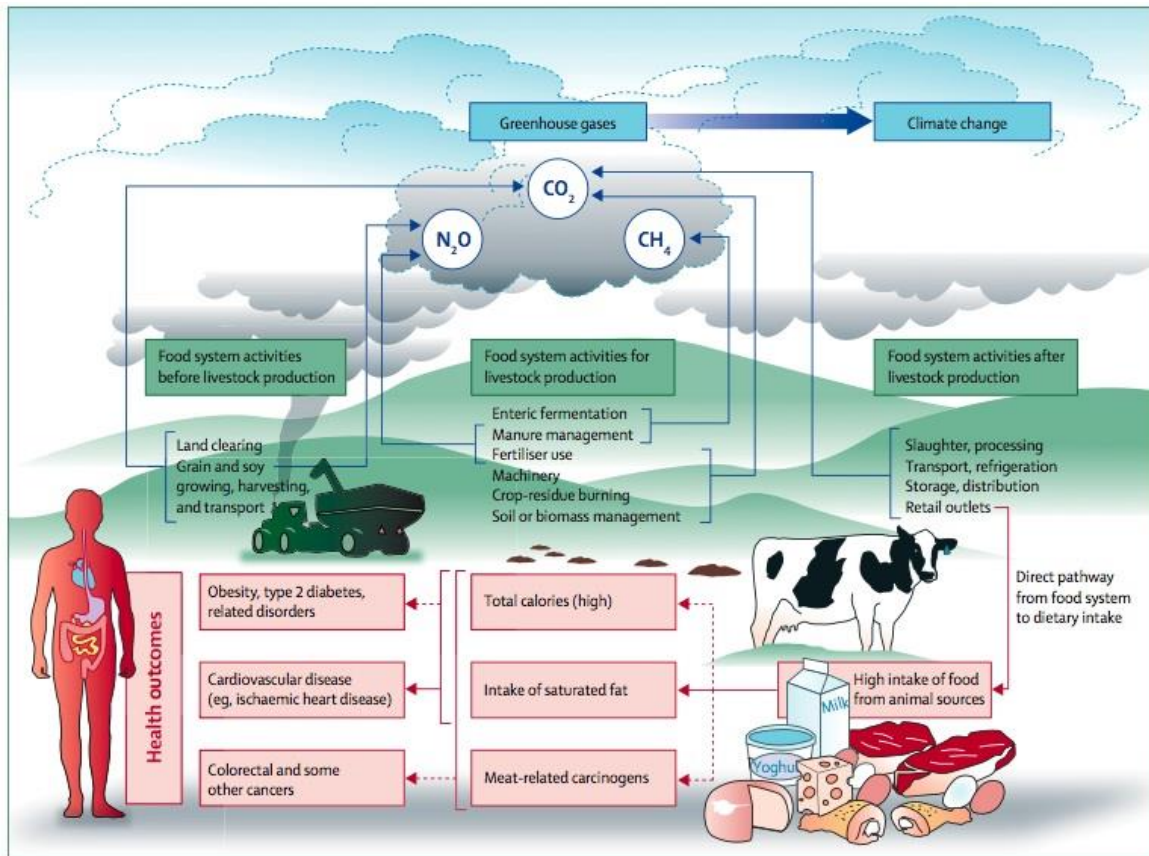 Greenhouse gases
Climate change
CO₂
N₂O
CH₄
Food system activities
before livestock production
Food system activities for
livestock production
Food system activities after
livestock production
Land clearing
Grain and soy
growing, harvesting,
and transport
Enteric fermentation
Manure management
Fertiliser use
Machinery
Crop-residue burning
Soil or biomass management
Slaughter, processing
Transport, refrigeration
Storage, distribution
Retail outlets
Direct pathway
from food system
to dietary intake
Health outcomes
Obesity, type 2 diabetes,
related disorders
Total calories (high)
Cardiovascular disease
(eg, ischaemic heart disease)
Intake of saturated fat
High intake of food
from animal sources
Milk
Yoghut
Colorectal and some
other cancers
Meat-related carcinogens